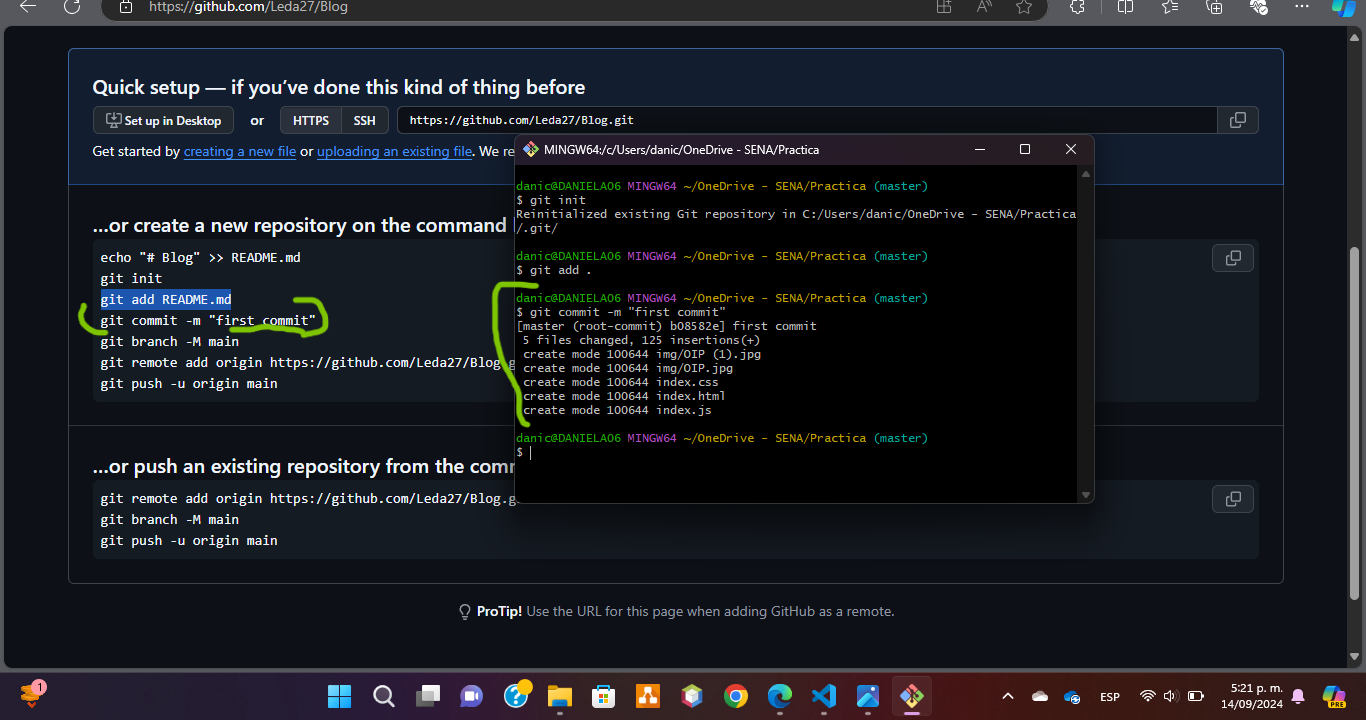 https://github.com/Leda27/Blog
Quick setup — if you've done this kind of thing before
Set up in Desktop
or
HTTPS
SSH
https://github.com/Leda27/Blog.git
Get started by creating a new file or uploading an existing file. We re
…or create a new repository on the command
echo "# Blog" >> README.md
git init
git add README.md
git commit -m "first commit"
git branch -M main
git remote add origin https://github.com/Leda27/Blog.g
git push -u origin main
…or push an existing repository from the comm
git remote add origin https://github.com/Leda27/Blog.g
git branch -M main
git push -u origin main
ProTip! Use the URL for this page when adding GitHub as a remote.
MINGW64:/c/Users/danic/OneDrive - SENA/Practica
danic@DANIELA06 MINGW64 ~/OneDrive - SENA/Practica (master)
$ git init
Reinitialized existing Git repository in C:/Users/danic/OneDrive - SENA/Practica
/.git/
danic@DANIELA06 MINGW64 ~/OneDrive - SENA/Practica (master)
$ git add .
danic@DANIELA06 MINGW64 ~/OneDrive - SENA/Practica (master)
$ git commit -m "first commit"
[master (root-commit) b08582e] first commit
5 files changed, 125 insertions(+)
create mode 100644 img/OIP (1).jpg
create mode 100644 img/OIP.jpg
create mode 100644 index.css
create mode 100644 index.html
create mode 100644 index.js
danic@DANIELA06 MINGW64 ~/OneDrive - SENA/Practica (master)
$
1
ESP
5:21 p. m.
14/09/2024
PRE